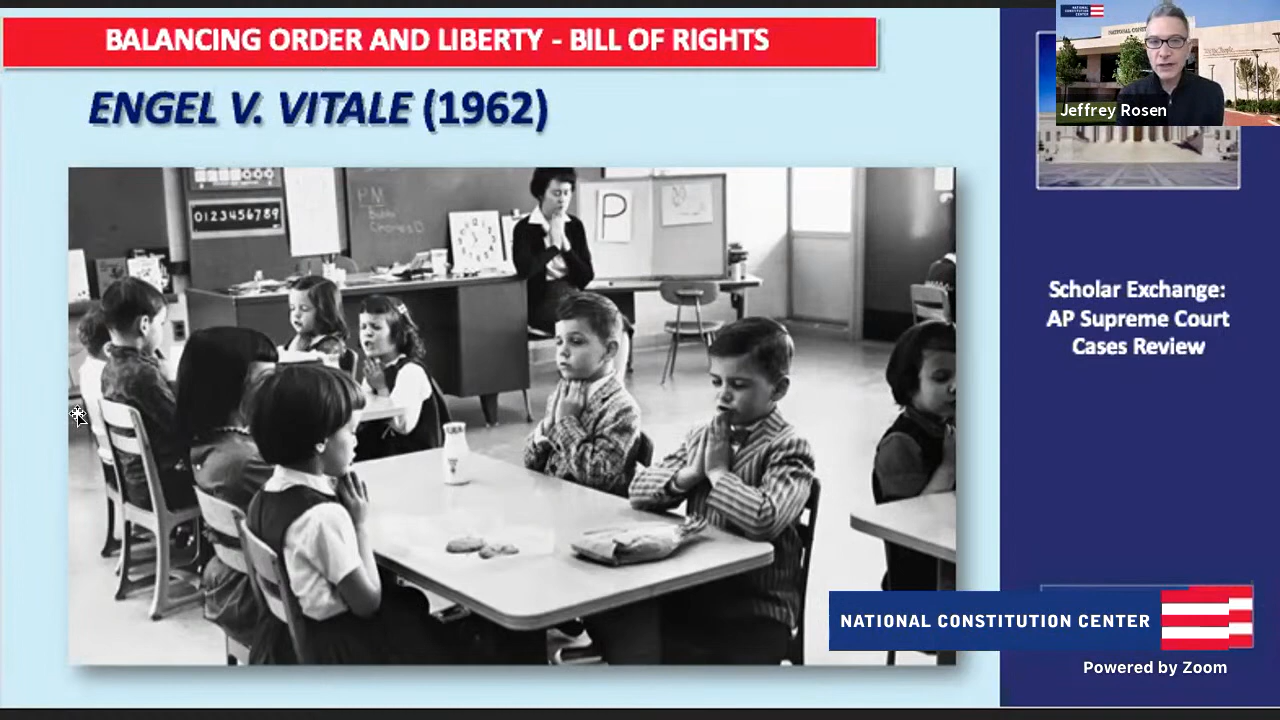 BALANCING ORDER AND LIBERTY - BILL OF RIGHTS
ENGEL V. VITALE (1962)
0123456789
P
Jeffrey Rosen
Scholar Exchange:
AP Supreme Court
Cases Review
NATIONAL CONSTITUTION CENTER
Powered by Zoom